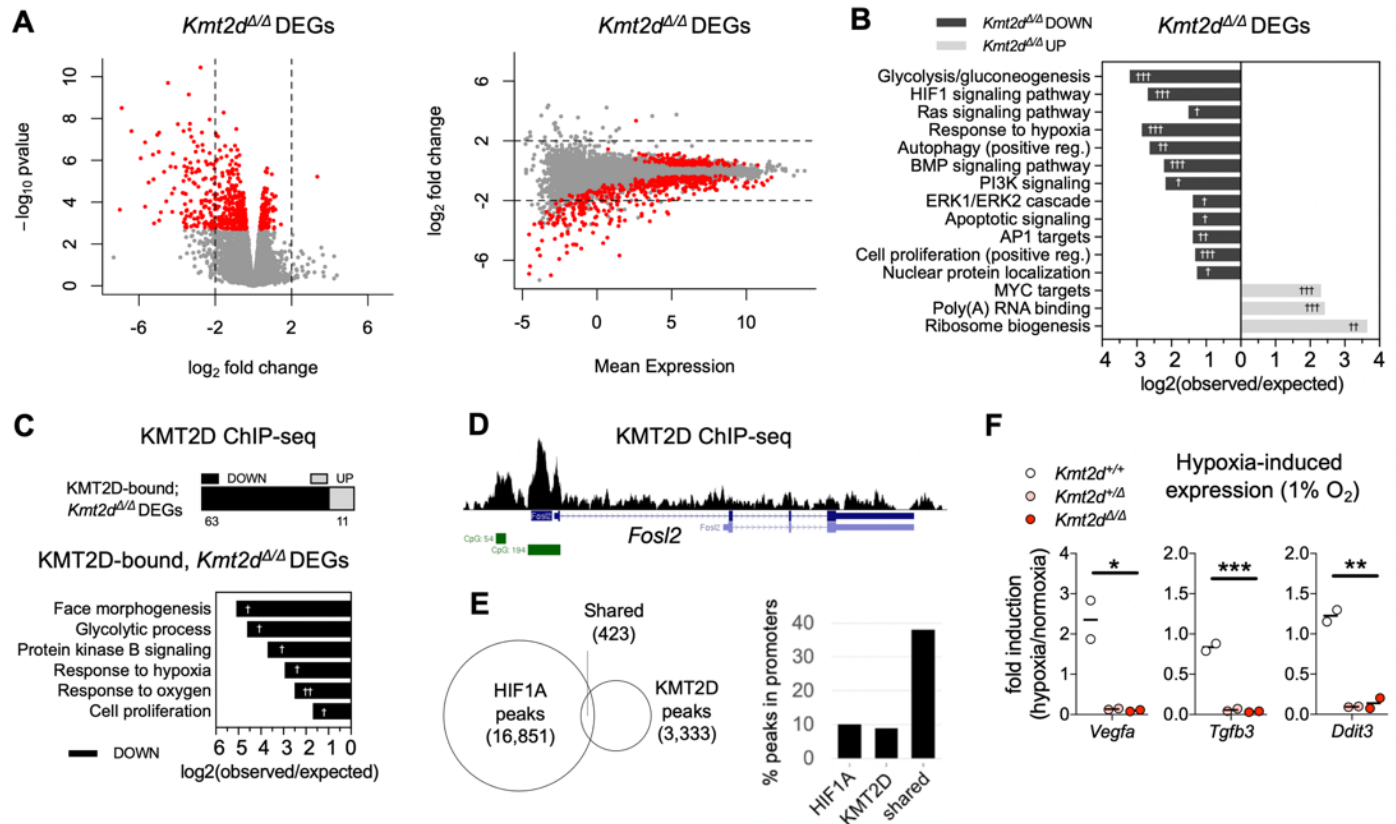 A
Kmt2dΔ/Δ DEGs
−log10 pvalue
10
8
6
4
2
0
-6
-2
2
6
log2 fold change
Kmt2dΔ/Δ DEGs
log2 fold change
6
2
-2
-6
-5
0
5
10
Mean Expression
B
Kmt2dΔ/Δ DOWN
Kmt2dΔ/Δ UP
Kmt2dΔ/Δ DEGs
Glycolysis/gluconeogenesis †††
HIF1 signaling pathway †††
Ras signaling pathway †
Response to hypoxia †††
Autophagy (positive reg.) ††
BMP signaling pathway †††
PI3K signaling †
ERK1/ERK2 cascade †
Apoptotic signaling †
AP1 targets ††
Cell proliferation (positive reg.) †††
Nuclear protein localization †
MYC targets †††
Poly(A) RNA binding †††
Ribosome biogenesis ††
4 3 2 1 0 1 2 3 4
log2(observed/expected)
C
KMT2D ChIP-seq
DOWN UP
KMT2D-bound;
Kmt2dΔ/Δ DEGs
63 11
KMT2D-bound, Kmt2dΔ/Δ DEGs
Face morphogenesis †
Glycolytic process †
Protein kinase B signaling †
Response to hypoxia †
Response to oxygen ††
Cell proliferation †
DOWN
6 5 4 3 2 1 0
log2(observed/expected)
D
KMT2D ChIP-seq
Fosl2
Fosl2
Fosl2
CpG: 54
CpG: 194
E
Shared
(423)
HIF1A
peaks
(16,851)
KMT2D
peaks
(3,333)
% peaks in promoters
40
30
20
10
0
HIF1A
KMT2D
shared
F
Kmt2d+/+
Kmt2d+/Δ
Kmt2dΔ/Δ
Hypoxia-induced
expression (1% O2)
fold induction
(hypoxia/normoxia)
4
3
2
1
0
*
Vegfa
2.0
1.5
1.0
0.5
0.0
***
Tgfb3
2.0
1.5
1.0
0.5
0.0
**
Ddit3